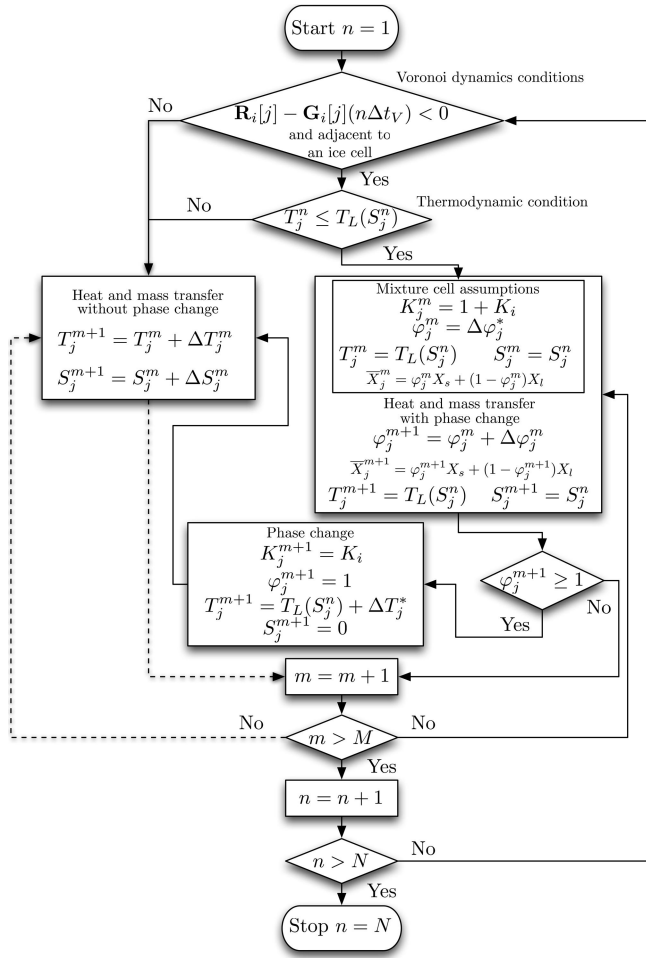 Start n = 1
Voronoi dynamics conditions
No
R_i[j] − G_i[j](nΔt_V) < 0
and adjacent to
an ice cell
Yes
Thermodynamic condition
No
T_j^n ≤ T_L(S_j^n)
Yes
Heat and mass transfer
without phase change
T_j^{m+1} = T_j^m + ΔT_j^m
S_j^{m+1} = S_j^m + ΔS_j^m
Mixture cell assumptions
K_j^m = 1 + K_i
φ_j^m = Δφ_j^*
T_j^m = T_L(S_j^n) S_j^m = S_j^n
X̅_j^m = φ_j^m X_s + (1 − φ_j^m)X_l
Heat and mass transfer
with phase change
φ_j^{m+1} = φ_j^m + Δφ_j^m
X̅_j^{m+1} = φ_j^{m+1} X_s + (1 − φ_j^{m+1})X_l
T_j^{m+1} = T_L(S_j^n) S_j^{m+1} = S_j^n
Phase change
K_j^{m+1} = K_i
φ_j^{m+1} = 1
T_j^{m+1} = T_L(S_j^n) + ΔT_j^*
S_j^{m+1} = 0
φ_j^{m+1} ≥ 1
No
Yes
m = m + 1
No
m > M
No
Yes
n = n + 1
n > N
No
Yes
Stop n = N